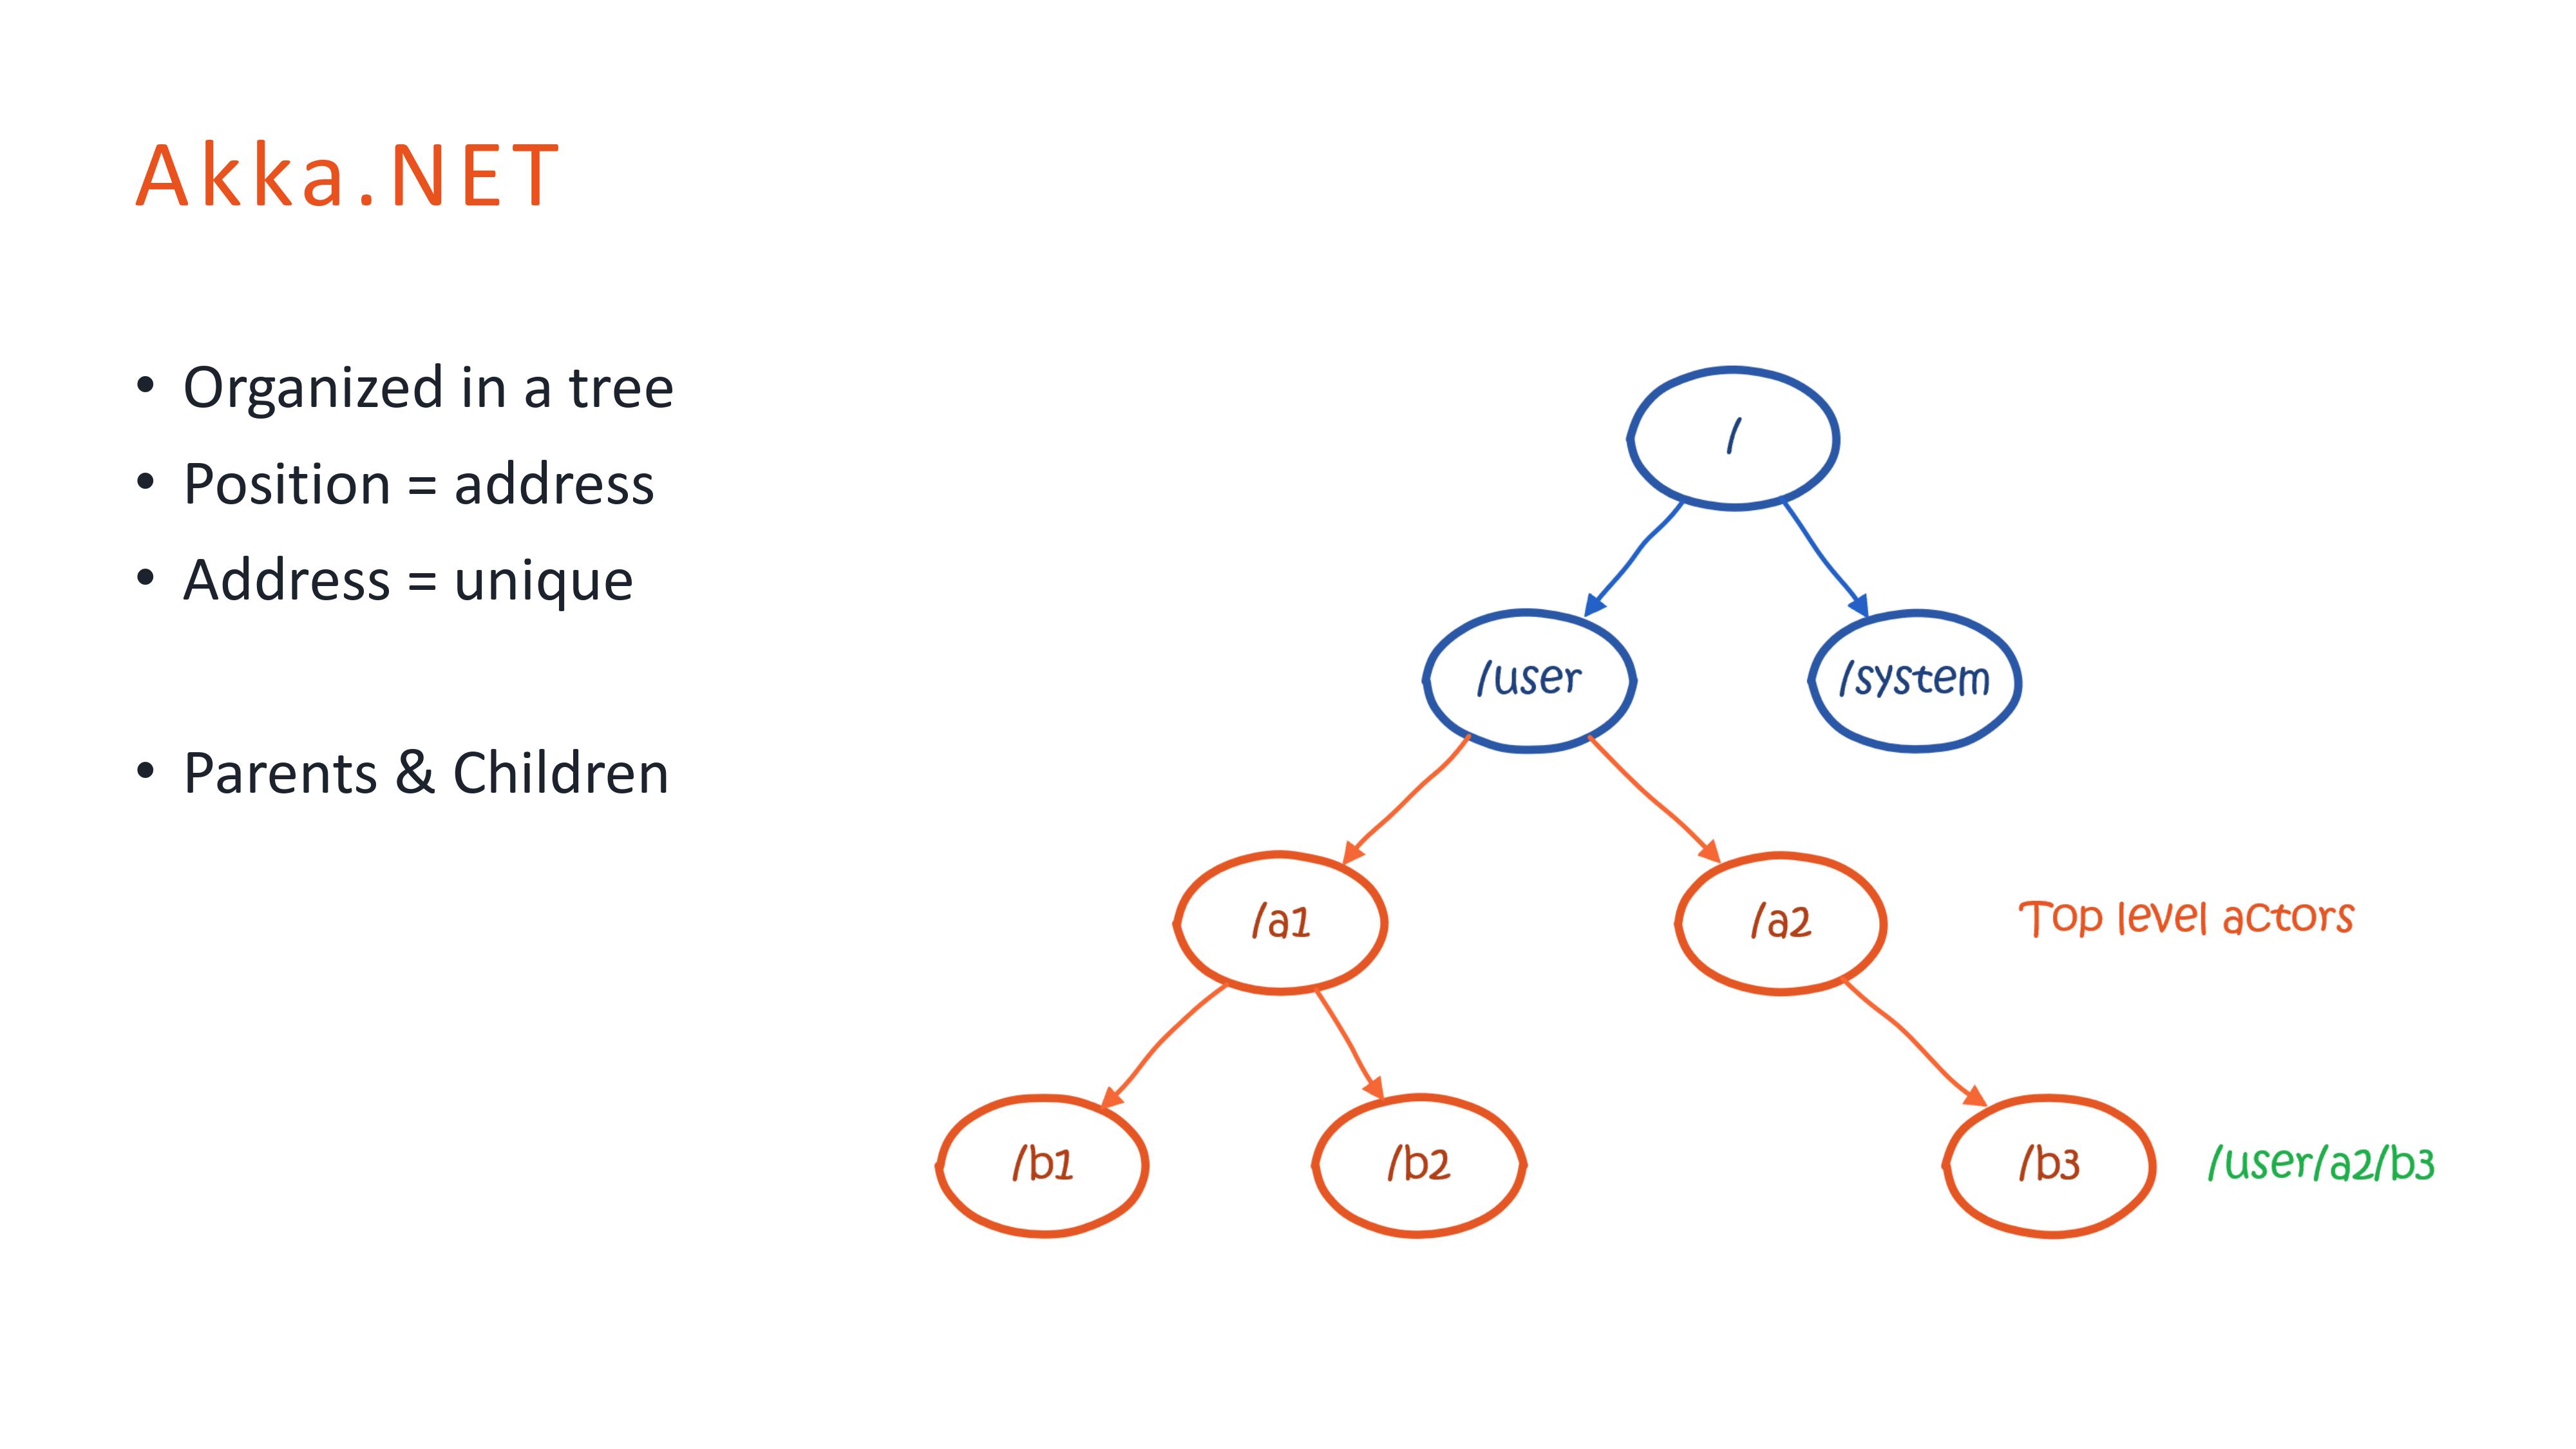 Akka.NET
• Organized in a tree
• Position = address
• Address = unique
• Parents & Children
/
/user
/system
/a1
/a2
Top level actors
/b1
/b2
/b3
/user/a2/b3